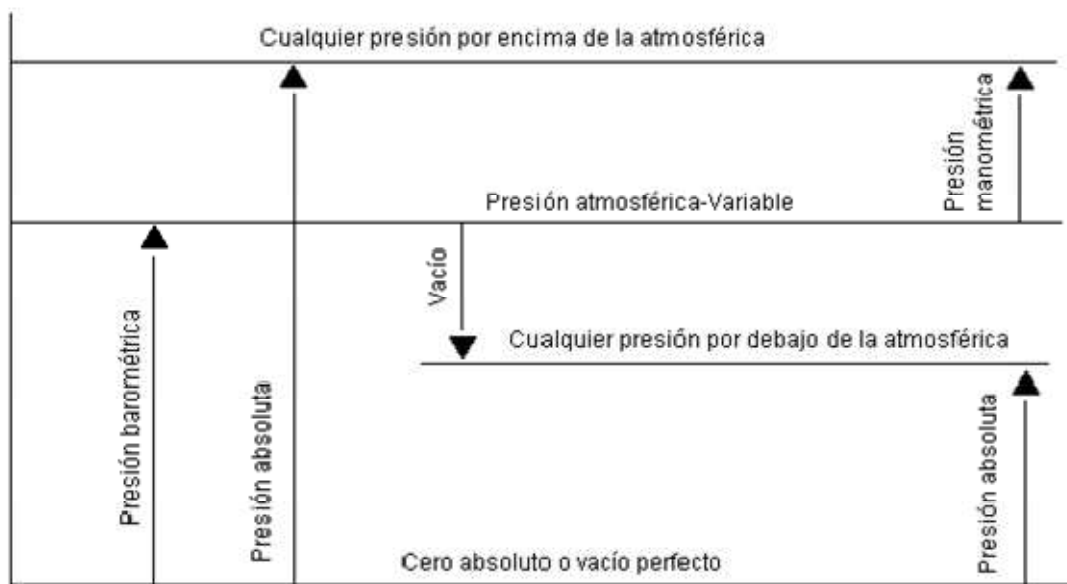 Cualquier presión por encima de la atmosférica
Presión
manométrica
Presión atmosférica-Variable
Vacío
Cualquier presión por debajo de la atmosférica
Presión barométrica
Presión absoluta
Presión absoluta
Cero absoluto o vacío perfecto